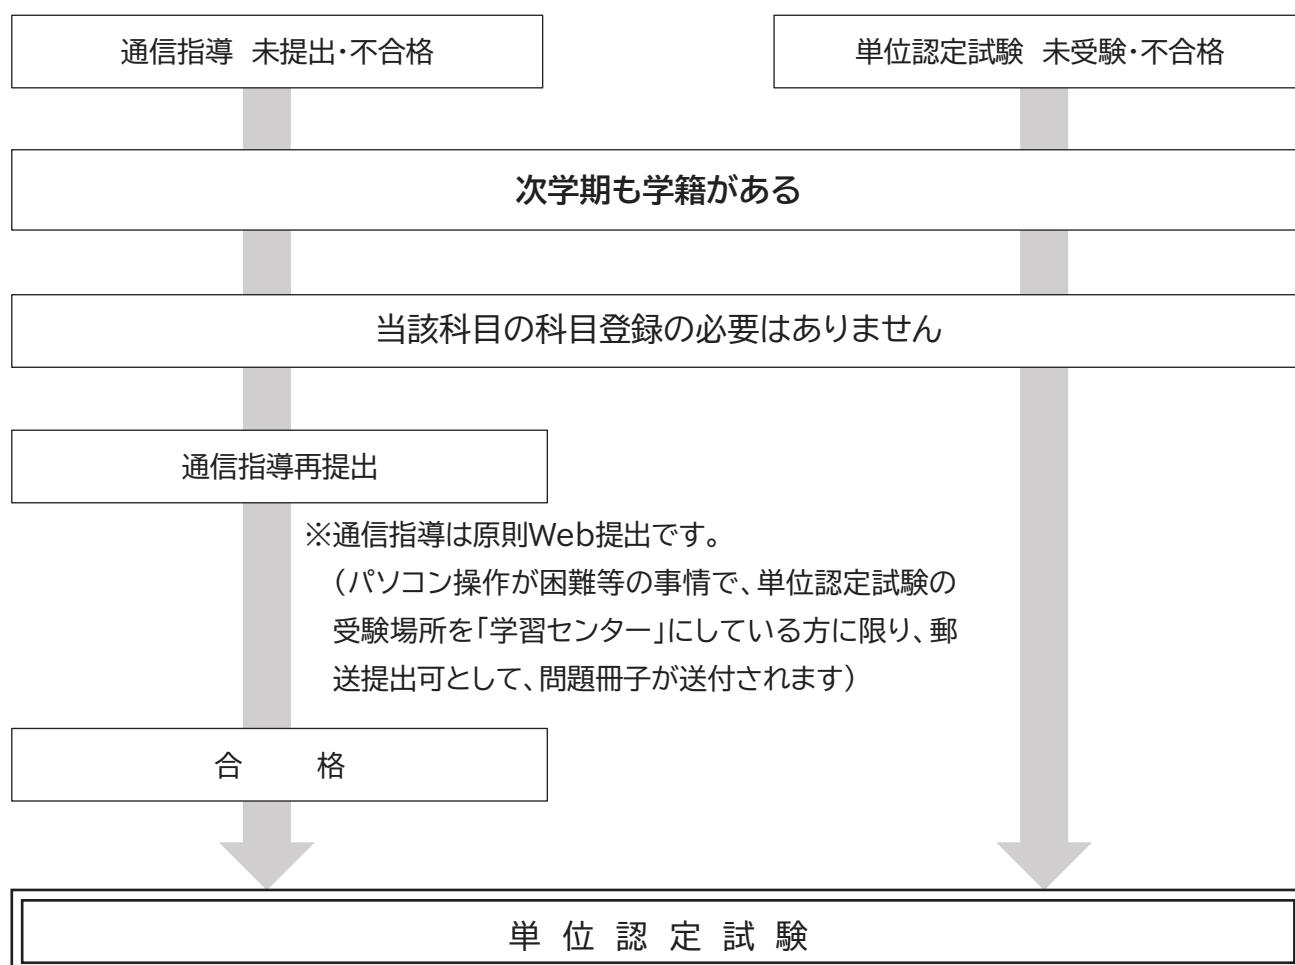 通信指導 未提出・不合格
単位認定試験 未受験・不合格
次学期も学籍がある
当該科目の科目登録の必要はありません
通信指導再提出
※通信指導は原則Web提出です。
（パソコン操作が困難等の事情で、単位認定試験の
受験場所を「学習センター」にしている方に限り、郵
送提出可として、問題冊子が送付されます）
合 格
単位認定試験